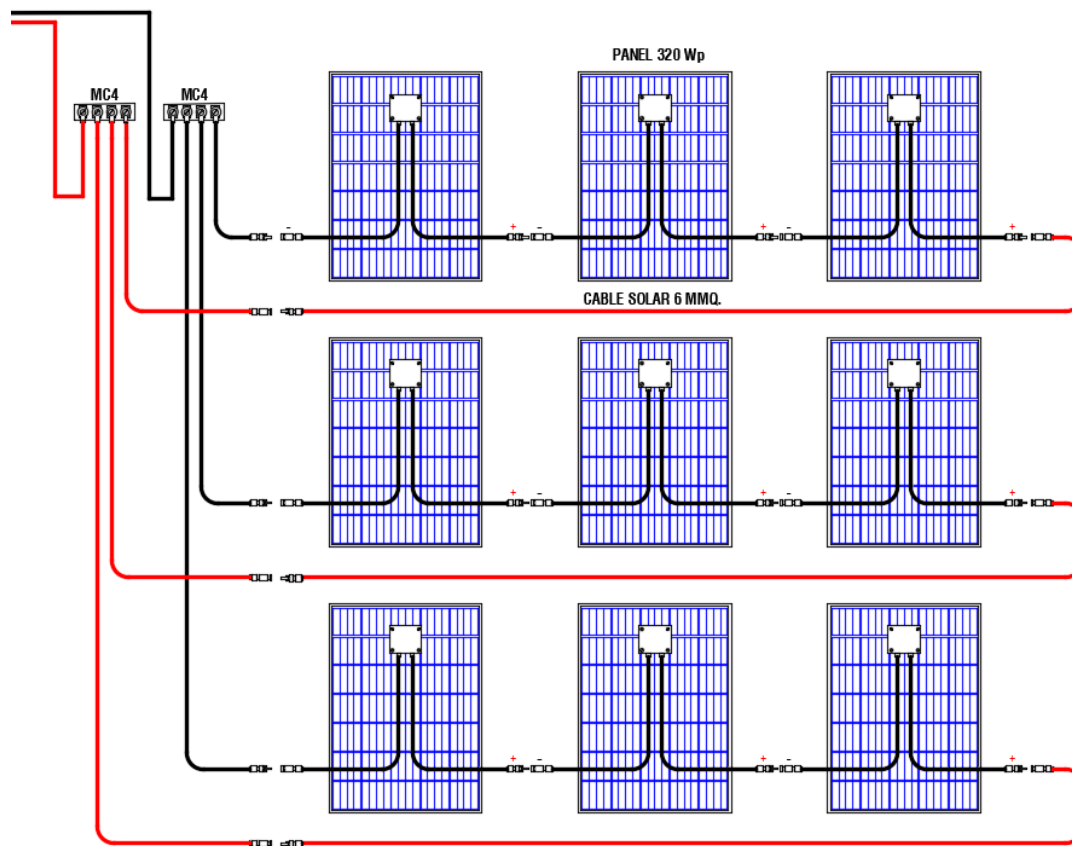 PANEL 320 Wp
MC4 MC4
- + - + - +
CABLE SOLAR 6 MMQ.
+ - + - +
+ - + - +